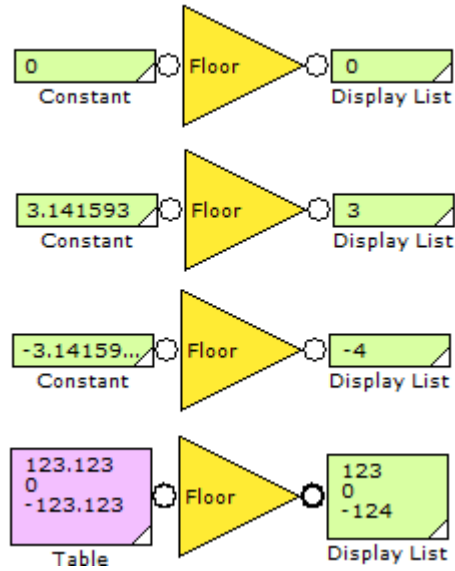 0 Floor 0
Constant Display List
3.141593 Floor 3
Constant Display List
-3.14159... Floor -4
Constant Display List
123.123
0
-123.123
Floor
123
0
-124
Table Display List